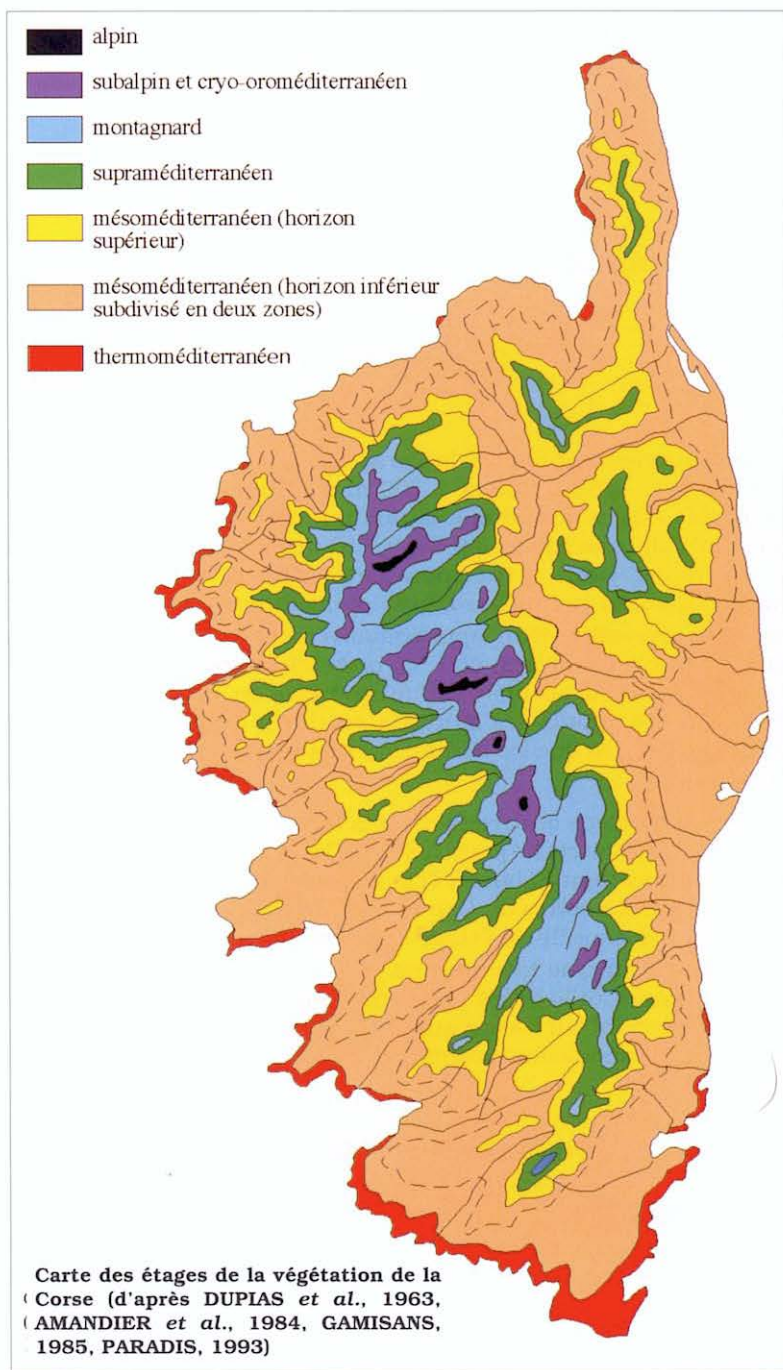 alpin
subalpin et cryo-oroméditerranéen
montagnard
supraméditerranéen
mésoméditerranéen (horizon
supérieur)
mésoméditerranéen (horizon inférieur
subdivisé en deux zones)
thermoméditerranéen
Carte des étages de la végétation de la
Corse (d'après DUPIAS et al., 1963,
AMANDIER et al., 1984, GAMISANS,
1985, PARADIS, 1993)